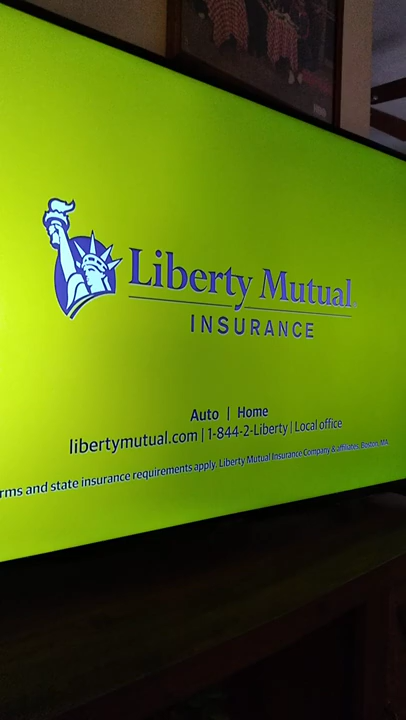 Liberty Mutual
INSURANCE
Auto | Home
libertymutual.com | 1-844-2-Liberty | Local office
rms and state insurance requirements apply. Liberty Mutual Insurance Company & affiliates, Boston, MA.